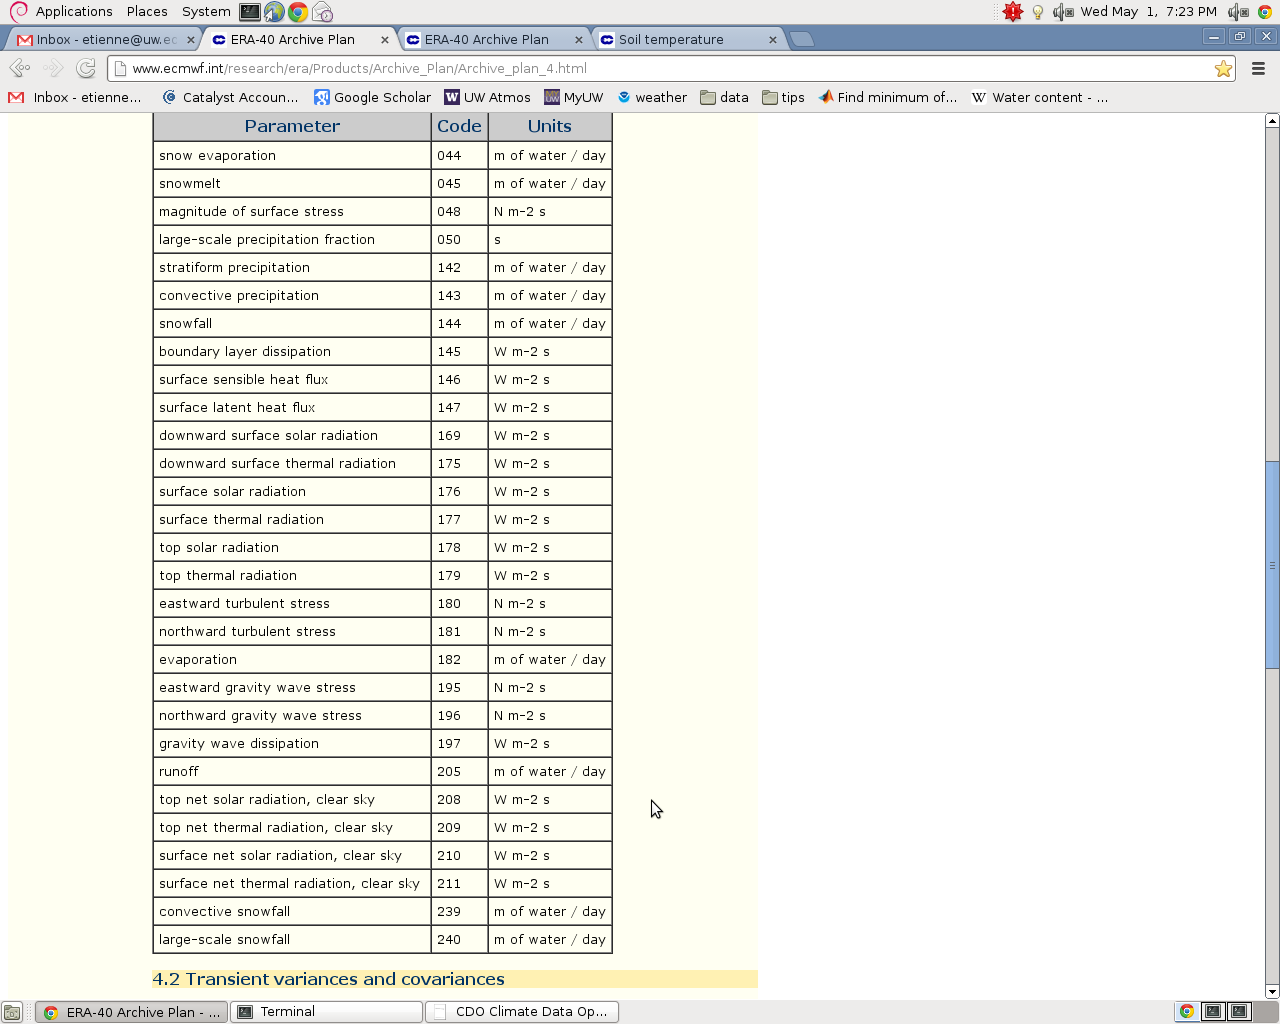 Applications Places System Wed May 1, 7:23 PM
Inbox - etienne@uw.ec ERA-40 Archive Plan ERA-40 Archive Plan Soil temperature
www.ecmwf.int/research/era/Products/Archive_Plan/Archive_plan_4.html
Inbox - etienne... Catalyst Accoun... Google Scholar UW Atmos MyUW weather data tips Find minimum of... Water content - ...
Parameter Code Units
snow evaporation 044 m of water / day
snowmelt 045 m of water / day
magnitude of surface stress 048 N m-2 s
large-scale precipitation fraction 050 s
stratiform precipitation 142 m of water / day
convective precipitation 143 m of water / day
snowfall 144 m of water / day
boundary layer dissipation 145 W m-2 s
surface sensible heat flux 146 W m-2 s
surface latent heat flux 147 W m-2 s
downward surface solar radiation 169 W m-2 s
downward surface thermal radiation 175 W m-2 s
surface solar radiation 176 W m-2 s
surface thermal radiation 177 W m-2 s
top solar radiation 178 W m-2 s
top thermal radiation 179 W m-2 s
eastward turbulent stress 180 N m-2 s
northward turbulent stress 181 N m-2 s
evaporation 182 m of water / day
eastward gravity wave stress 195 N m-2 s
northward gravity wave stress 196 N m-2 s
gravity wave dissipation 197 W m-2 s
runoff 205 m of water / day
top net solar radiation, clear sky 208 W m-2 s
top net thermal radiation, clear sky 209 W m-2 s
surface net solar radiation, clear sky 210 W m-2 s
surface net thermal radiation, clear sky 211 W m-2 s
convective snowfall 239 m of water / day
large-scale snowfall 240 m of water / day
4.2 Transient variances and covariances
ERA-40 Archive Plan - ... Terminal CDO Climate Data Op...